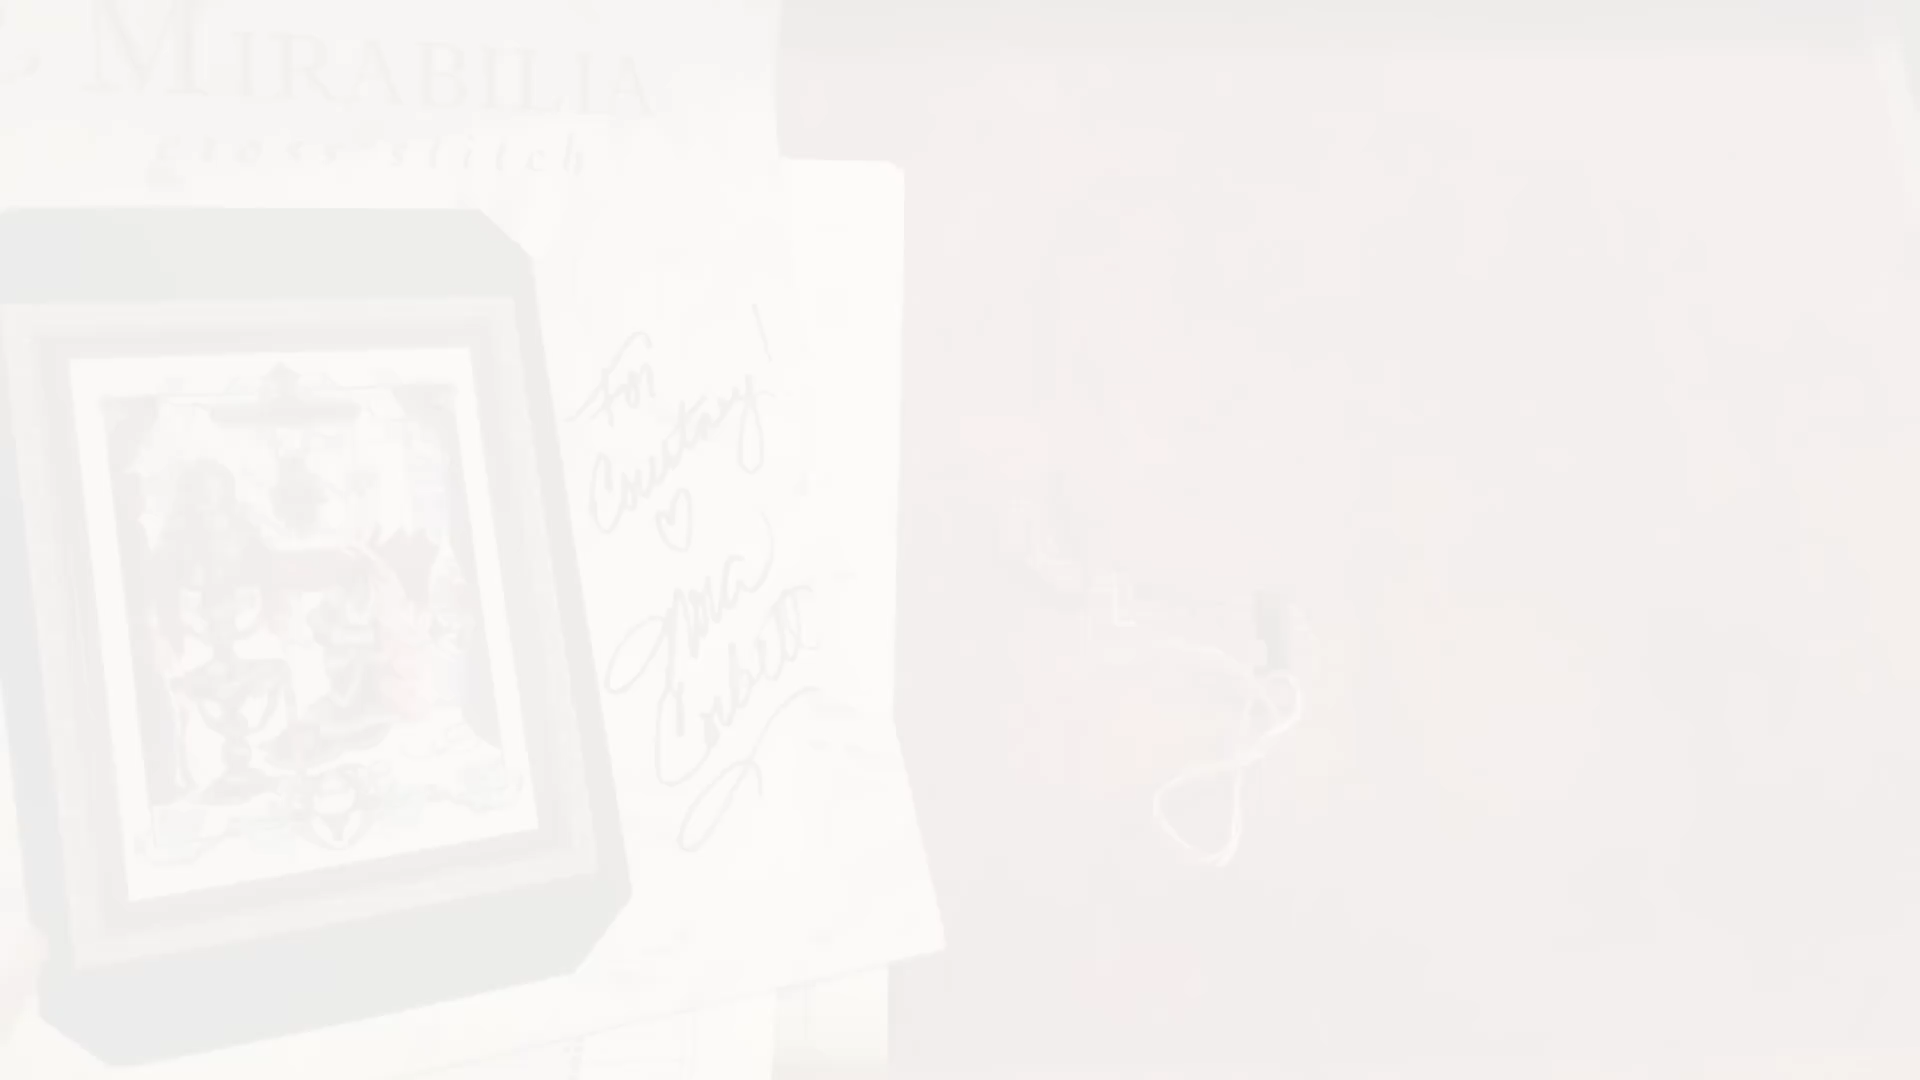 MIRABILIA
cross stitch
For
Courtney!
Nora
Corbett